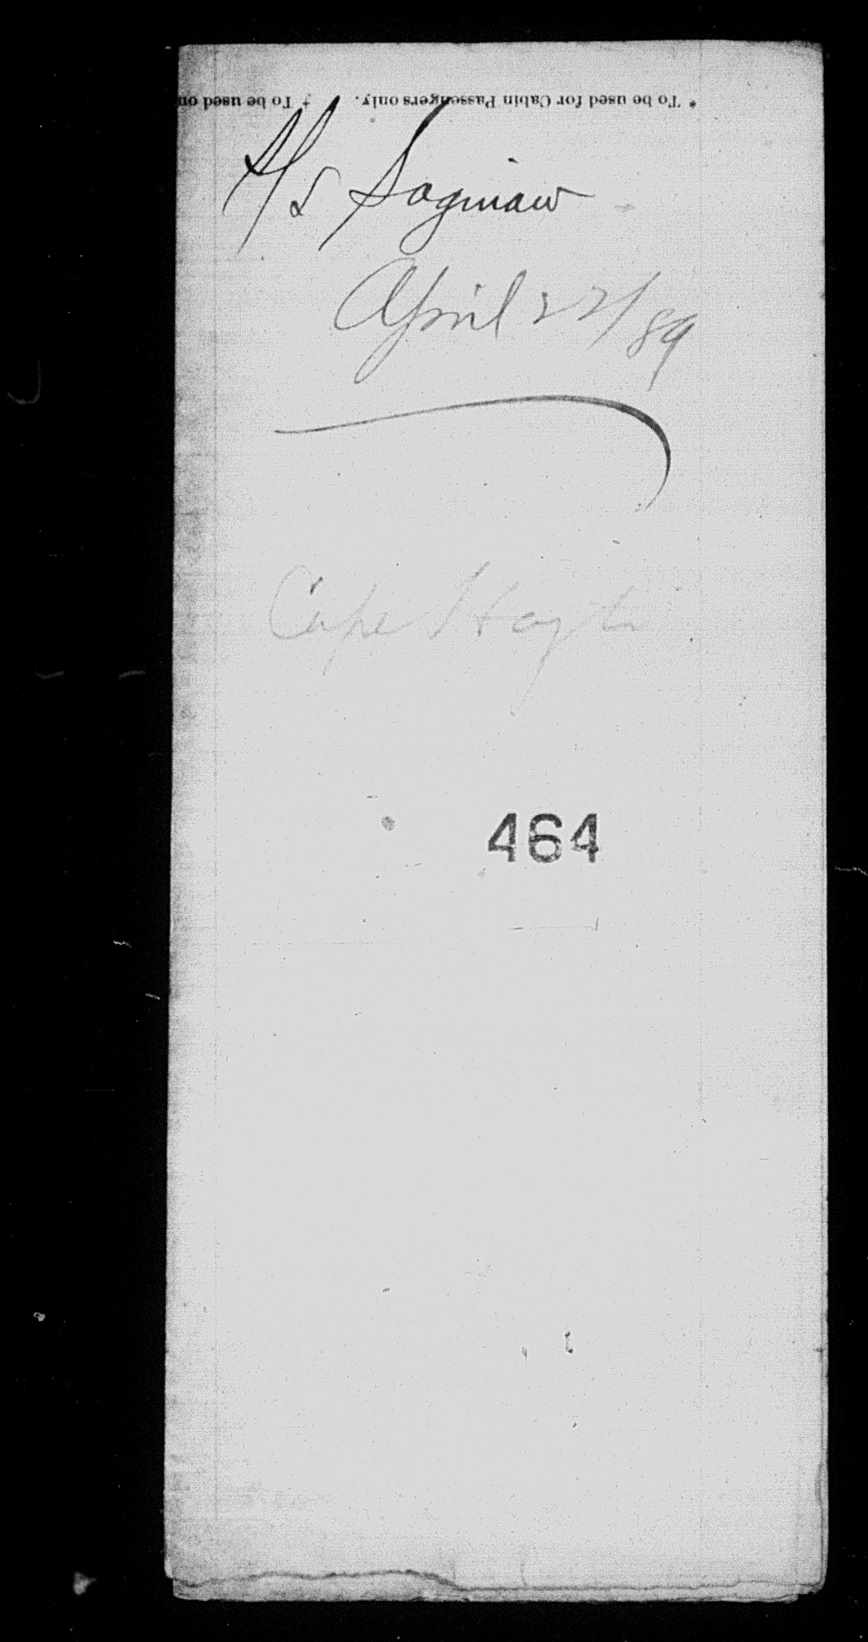 * To be used for Cabin Passengers only. † To be used on
S/S Saginaw
April 22/89
Cape Hayti
464